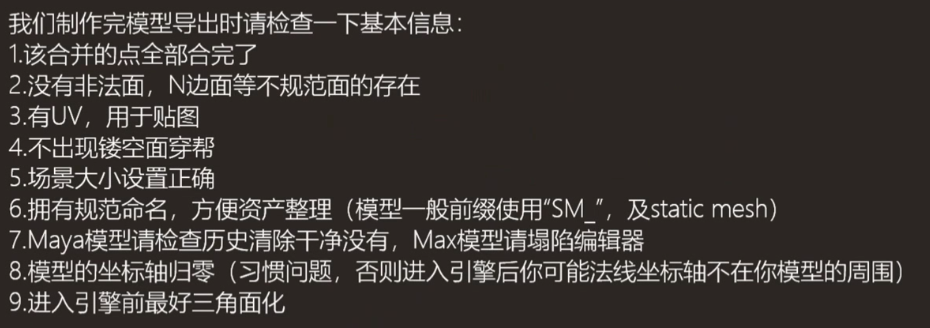 我们制作完模型导出时请检查一下基本信息：
1.该合并的点全部合完了
2.没有非法面，N边面等不规范面的存在
3.有UV，用于贴图
4.不出现镂空面穿帮
5.场景大小设置正确
6.拥有规范命名，方便资产整理（模型一般前缀使用“SM_”，及static mesh）
7.Maya模型请检查历史清除干净没有，Max模型请塌陷编辑器
8.模型的坐标轴归零（习惯问题，否则进入引擎后你可能法线坐标轴不在你模型的周围）
9.进入引擎前最好三角面化